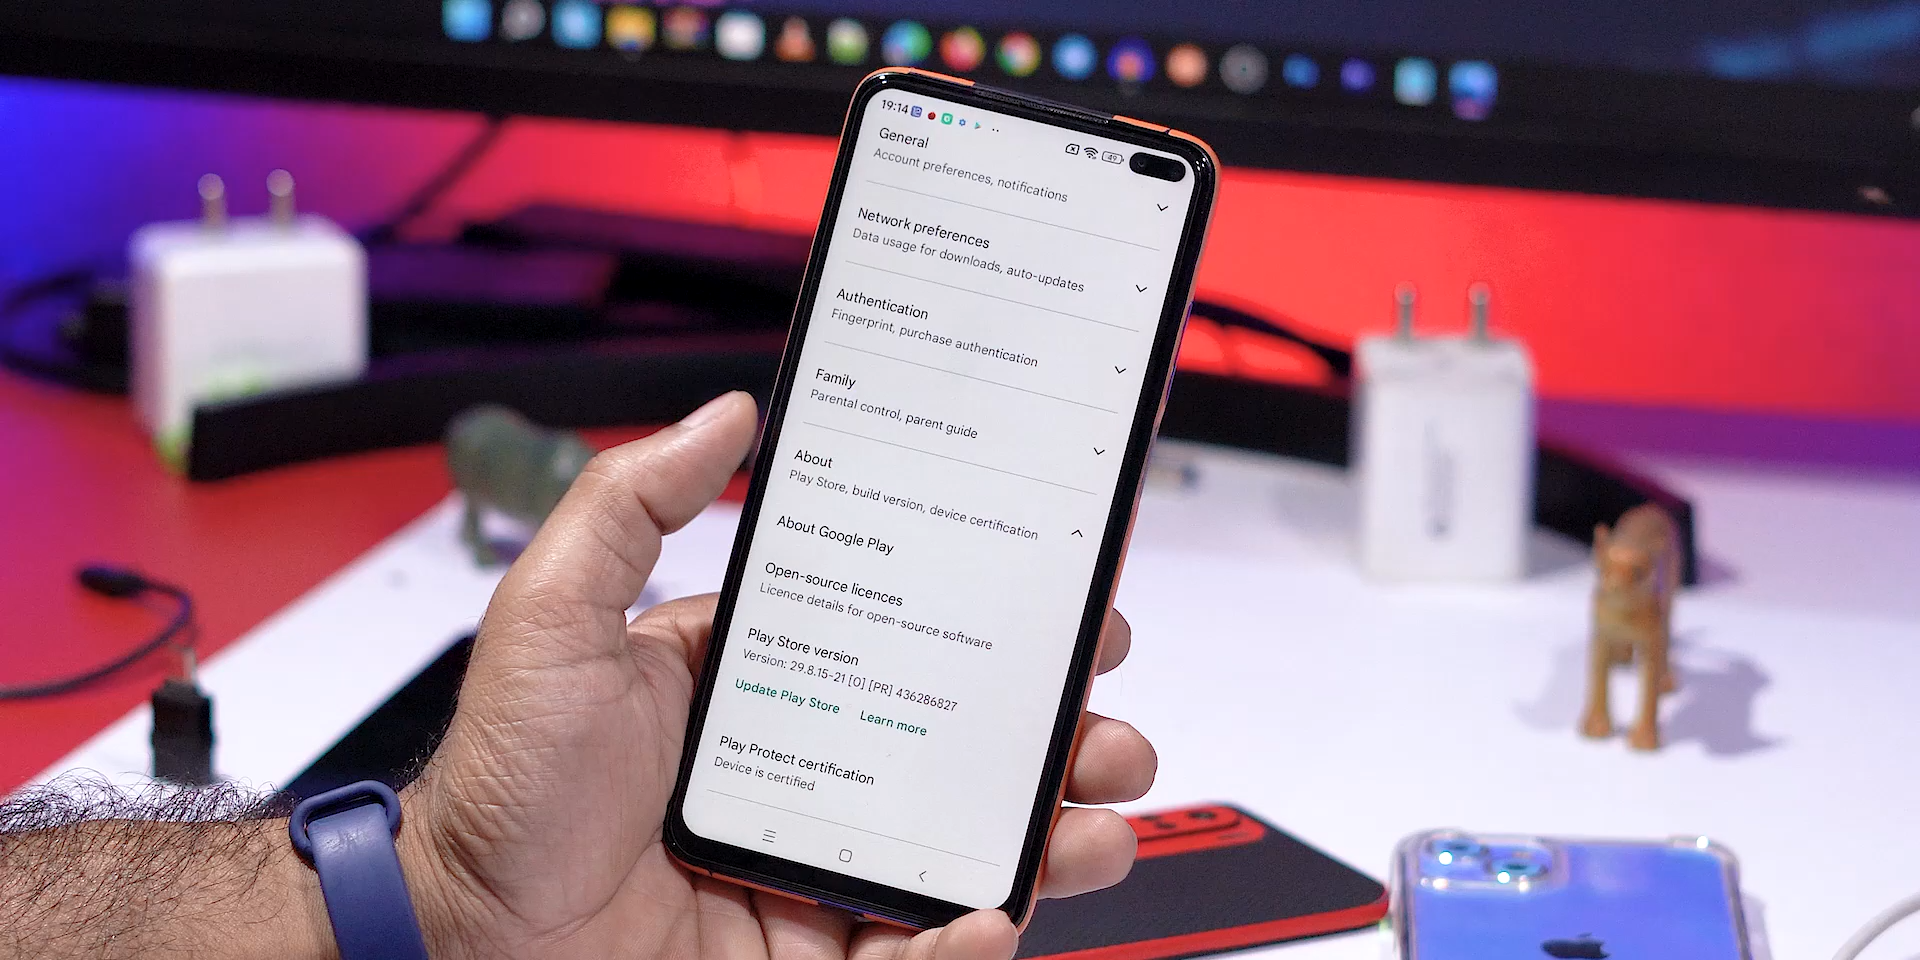 19:14
49
General
Account preferences, notifications
Network preferences
Data usage for downloads, auto-updates
Authentication
Fingerprint, purchase authentication
Family
Parental control, parent guide
About
Play Store, build version, device certification
About Google Play
Open-source licences
Licence details for open-source software
Play Store version
Version: 29.8.15-21 [0] [PR] 436286827
Update Play Store
Learn more
Play Protect certification
Device is certified